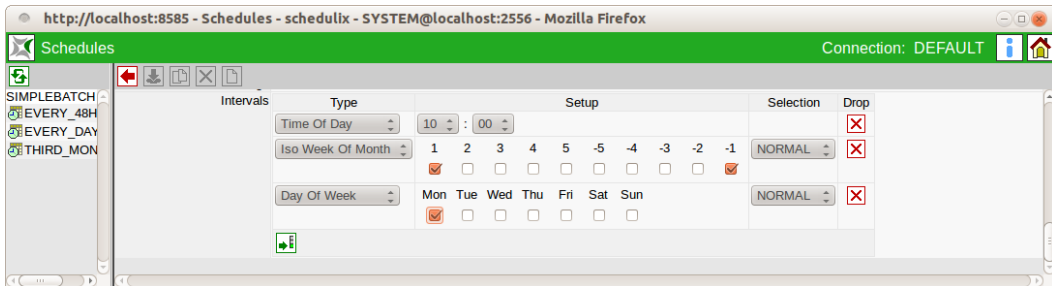 http://localhost:8585 - Schedules - schedulix - SYSTEM@localhost:2556 - Mozilla Firefox
Schedules Connection: DEFAULT
SIMPLEBATCH
EVERY_48H
EVERY_DAY
THIRD_MON
Intervals Type Setup Selection Drop
Time Of Day 10 : 00
Iso Week Of Month 1 2 3 4 5 -5 -4 -3 -2 -1 NORMAL
Day Of Week Mon Tue Wed Thu Fri Sat Sun NORMAL